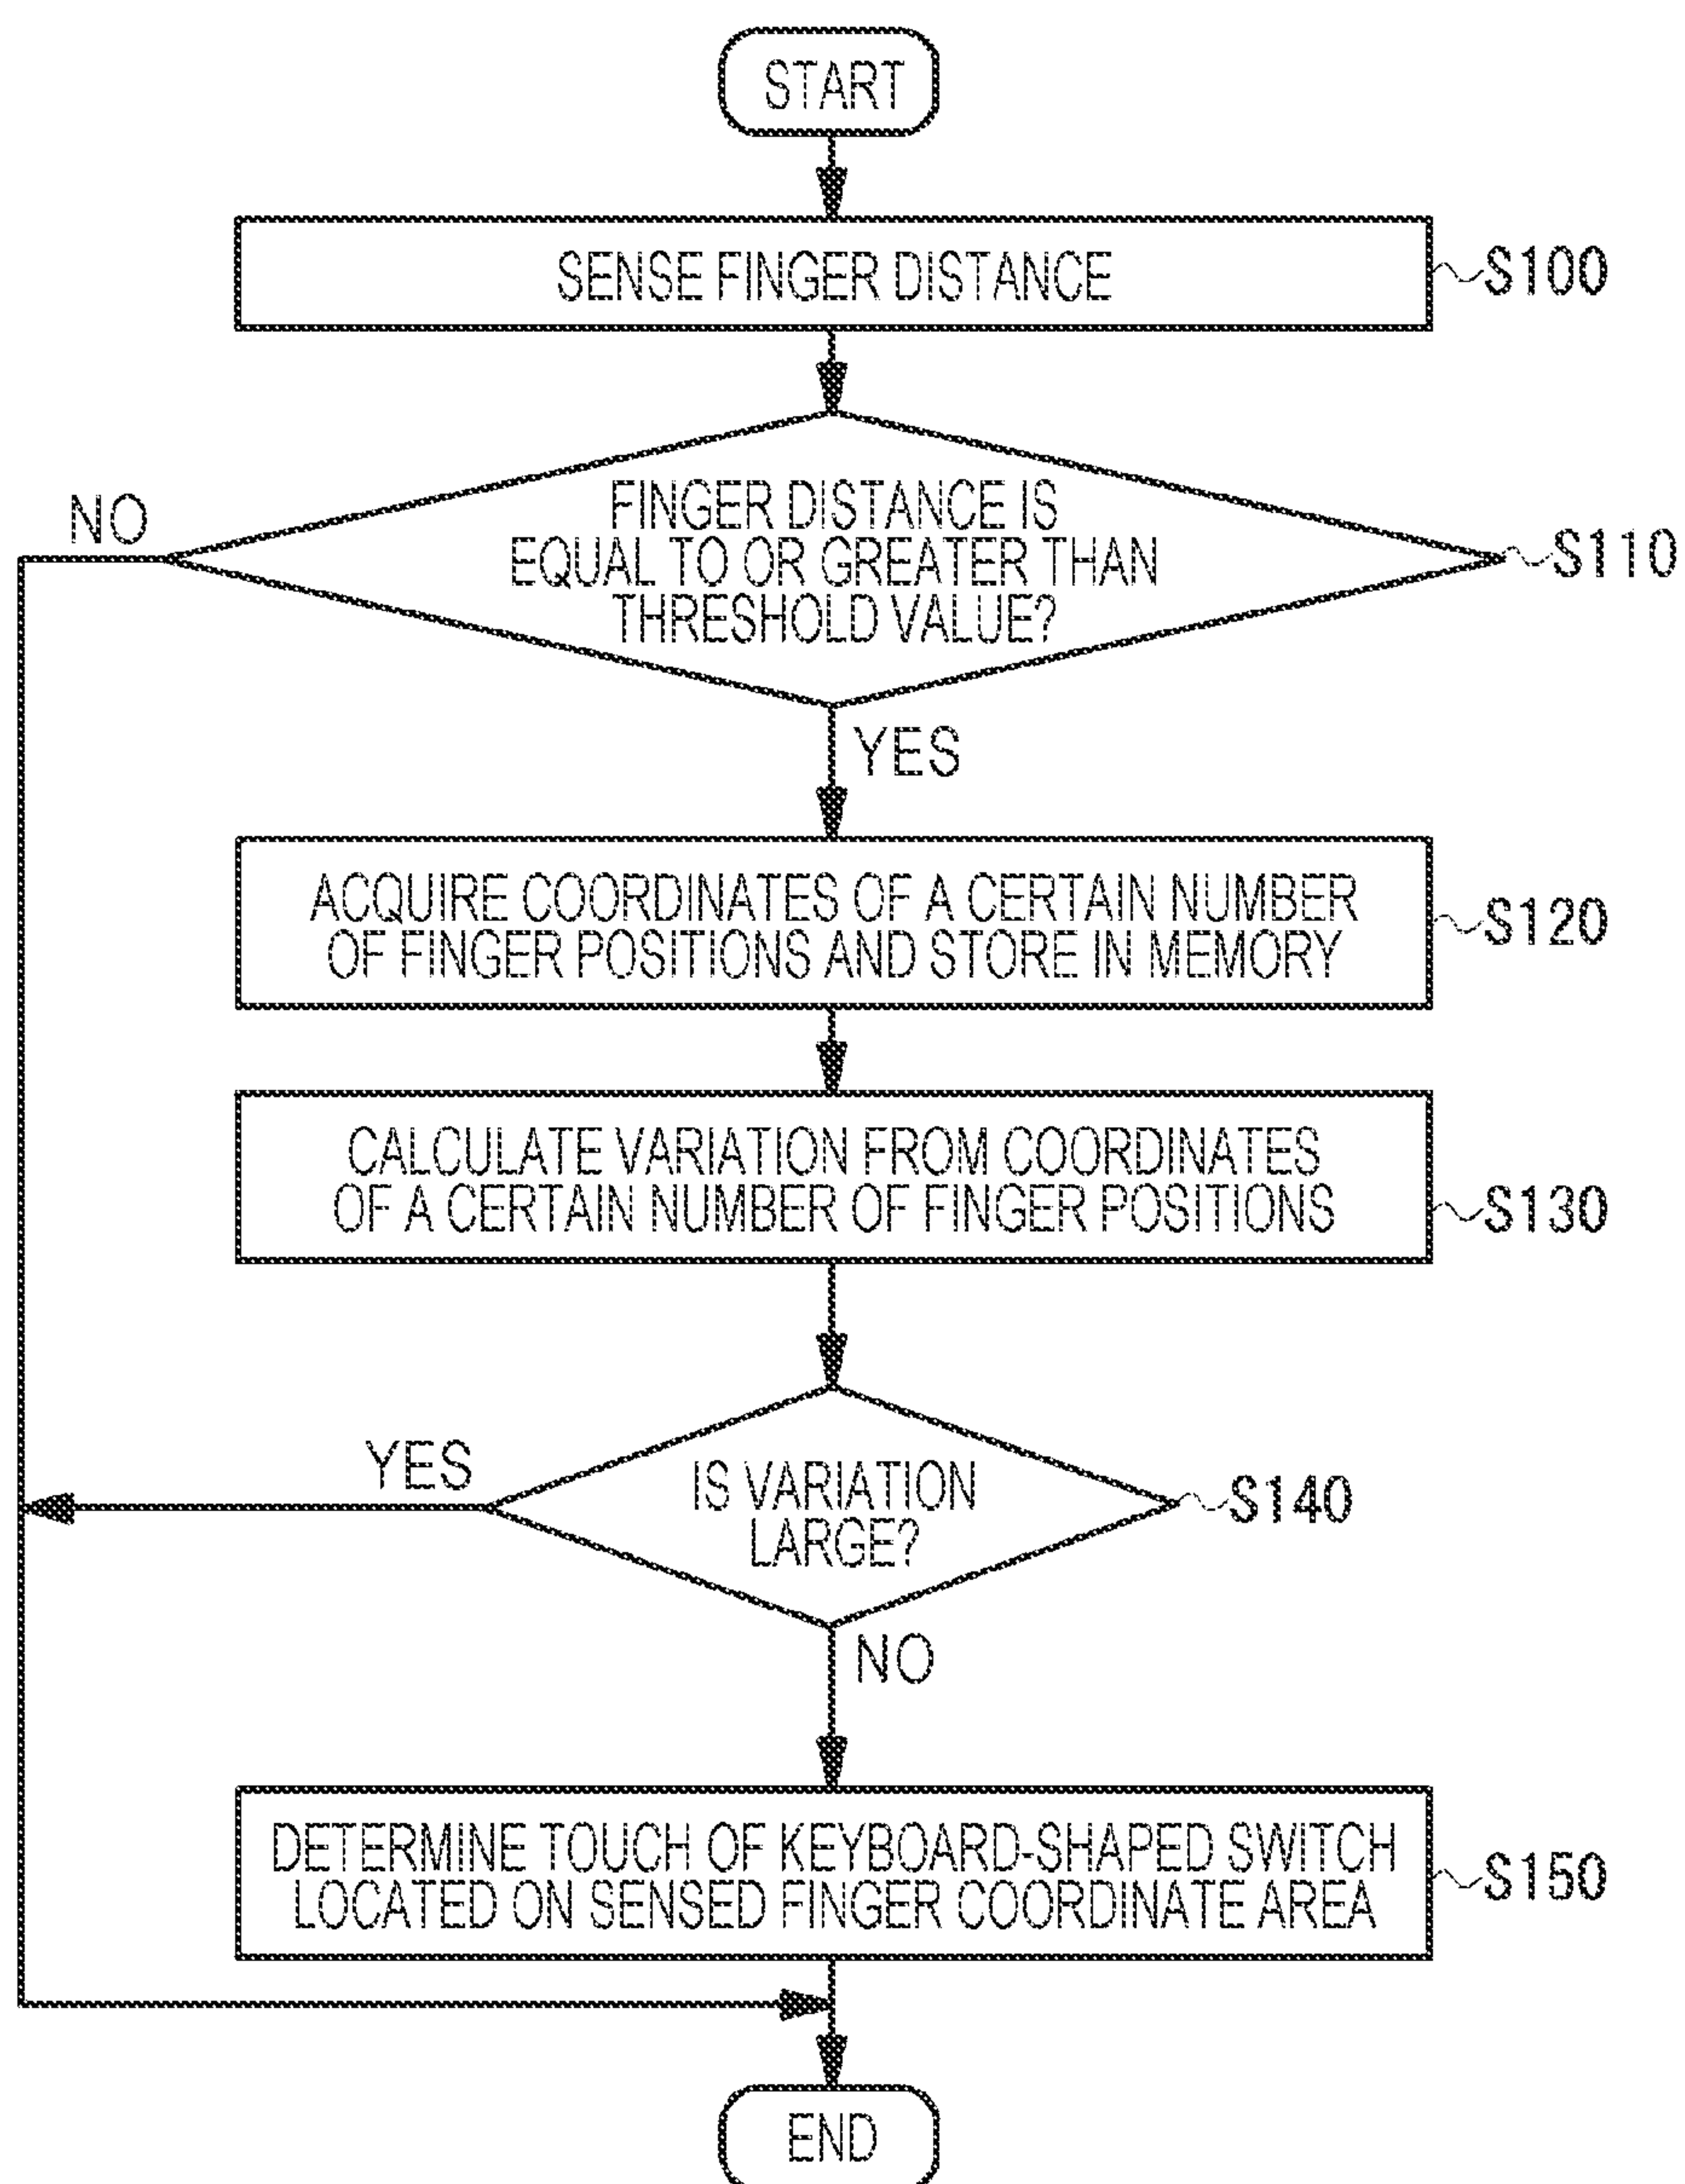 START
SENSE FINGER DISTANCE
S100
NO
FINGER DISTANCE IS
EQUAL TO OR GREATER THAN
THRESHOLD VALUE?
S110
YES
ACQUIRE COORDINATES OF A CERTAIN NUMBER
OF FINGER POSITIONS AND STORE IN MEMORY
S120
CALCULATE VARIATION FROM COORDINATES
OF A CERTAIN NUMBER OF FINGER POSITIONS
S130
YES
IS VARIATION
LARGE?
S140
NO
DETERMINE TOUCH OF KEYBOARD-SHAPED SWITCH
LOCATED ON SENSED FINGER COORDINATE AREA
S150
END